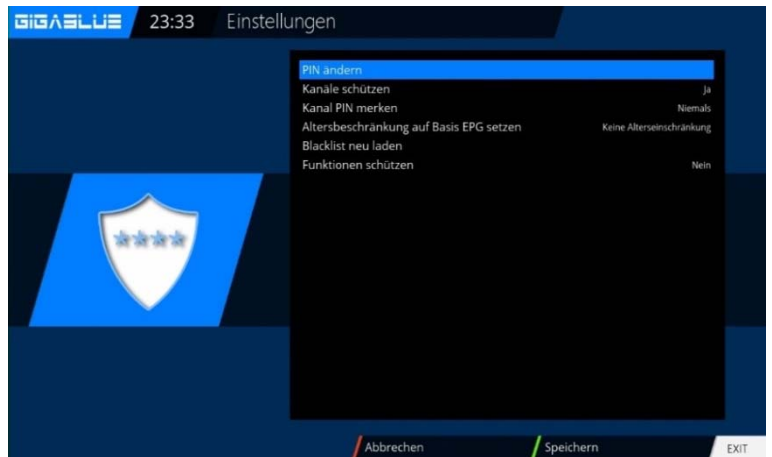 GIGABLUE 23:33 Einstellungen
PIN ändern
Kanäle schützen Ja
Kanal PIN merken Niemals
Altersbeschränkung auf Basis EPG setzen Keine Alterseinschränkung
Blacklist neu laden
Funktionen schützen Nein
Abbrechen Speichern EXIT